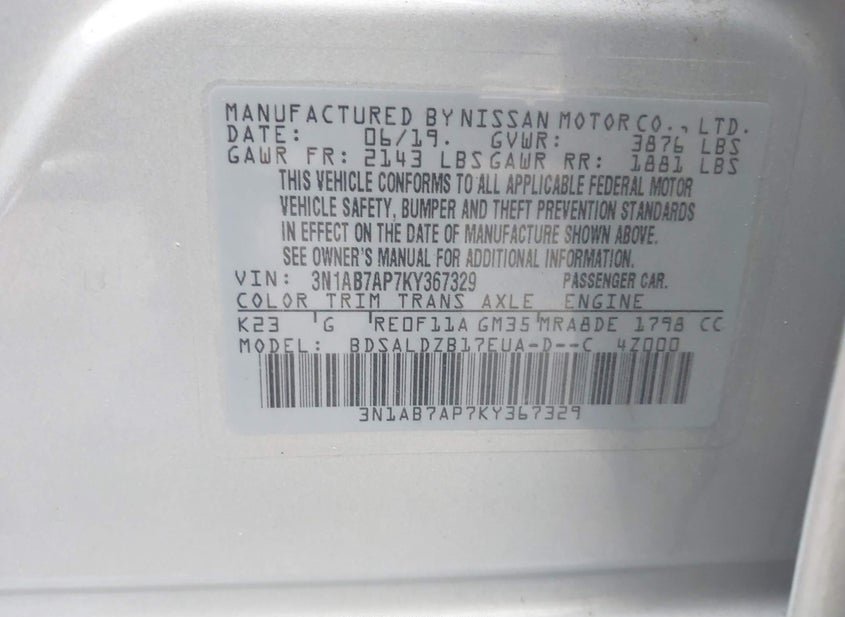 MANUFACTURED BY NISSAN MOTOR CO., LTD.
DATE: 06/19. GVWR: 3876 LBS
GAWR FR: 2143 LBS GAWR RR: 1881 LBS
THIS VEHICLE CONFORMS TO ALL APPLICABLE FEDERAL MOTOR
VEHICLE SAFETY, BUMPER AND THEFT PREVENTION STANDARDS
IN EFFECT ON THE DATE OF MANUFACTURE SHOWN ABOVE.
SEE OWNER'S MANUAL FOR ADDITIONAL INFORMATION.
VIN: 3N1AB7AP7KY367329 PASSENGER CAR.
COLOR TRIM TRANS AXLE ENGINE
K23 G RE0F11A GM35 MRA8DE 1798 CC
MODEL: BDSALDZB17EUA-D--C 4Z000
3N1AB7AP7KY367329